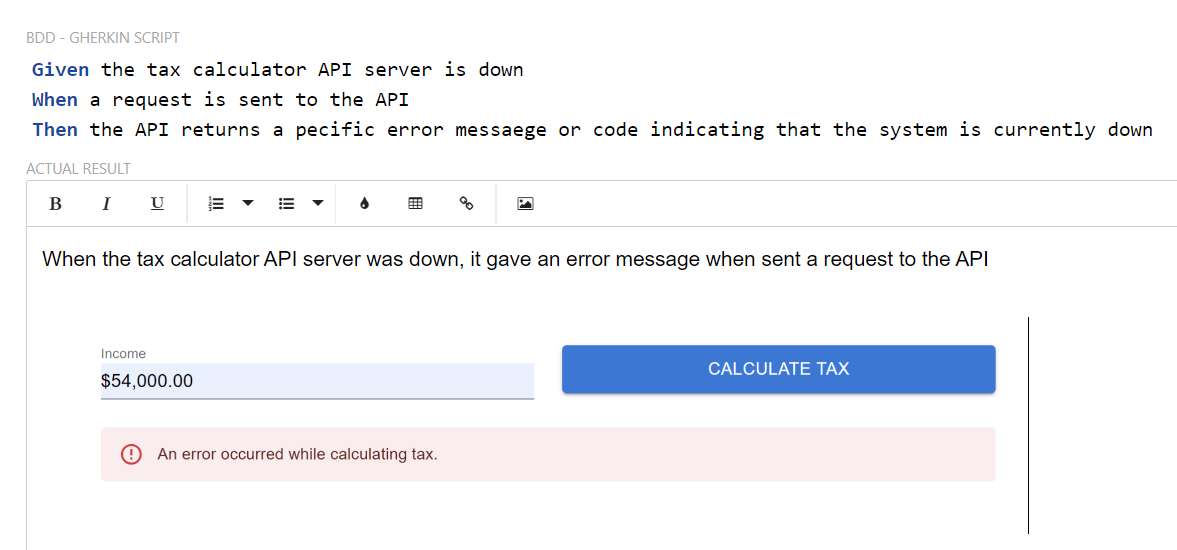 BDD - GHERKIN SCRIPT
Given the tax calculator API server is down
When a request is sent to the API
Then the API returns a pecific error messaege or code indicating that the system is currently down
ACTUAL RESULT
B I U
When the tax calculator API server was down, it gave an error message when sent a request to the API
Income
$54,000.00
CALCULATE TAX
An error occurred while calculating tax.